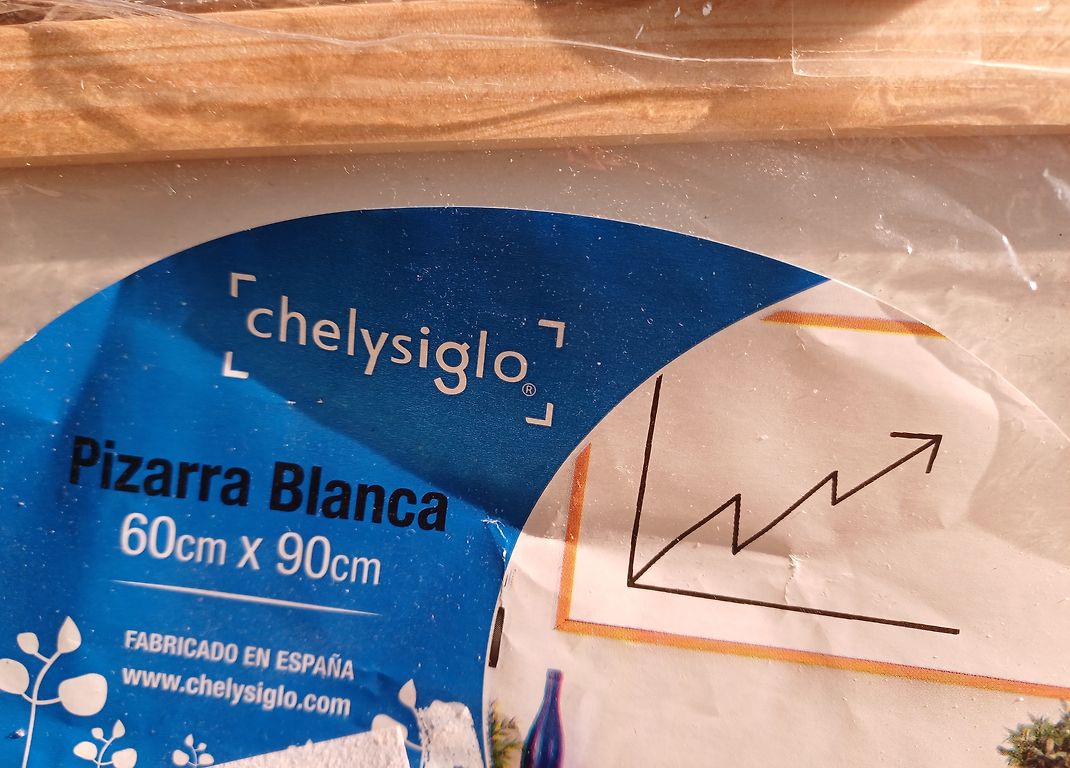 chelysiglo®
Pizarra Blanca
60cm x 90cm
FABRICADO EN ESPAÑA
www.chelysiglo.com